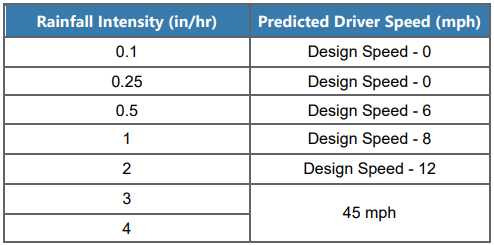 Rainfall Intensity (in/hr) Predicted Driver Speed (mph)
0.1 Design Speed - 0
0.25 Design Speed - 0
0.5 Design Speed - 6
1 Design Speed - 8
2 Design Speed - 12
3
45 mph
4